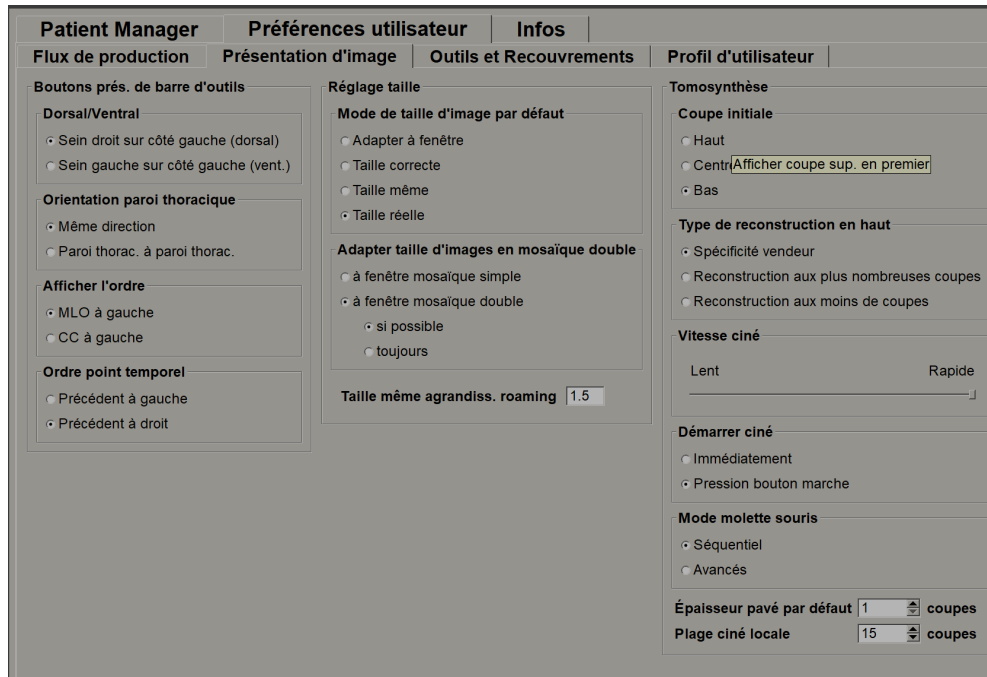 Patient Manager
Préférences utilisateur
Infos
Flux de production
Présentation d'image
Outils et Recouvrements
Profil d'utilisateur
Boutons prés. de barre d'outils
Dorsal/Ventral
Sein droit sur côté gauche (dorsal)
Sein gauche sur côté gauche (vent.)
Orientation paroi thoracique
Même direction
Paroi thorac. à paroi thorac.
Afficher l'ordre
MLO à gauche
CC à gauche
Ordre point temporel
Précédent à gauche
Précédent à droit
Réglage taille
Mode de taille d'image par défaut
Adapter à fenêtre
Taille correcte
Taille même
Taille réelle
Adapter taille d'images en mosaïque double
à fenêtre mosaïque simple
à fenêtre mosaïque double
si possible
toujours
Taille même agrandiss. roaming 1.5
Tomosynthèse
Coupe initiale
Haut
Afficher coupe sup. en premier
Bas
Type de reconstruction en haut
Spécificité vendeur
Reconstruction aux plus nombreuses coupes
Reconstruction aux moins de coupes
Vitesse ciné
Lent Rapide
Démarrer ciné
Immédiatement
Pression bouton marche
Mode molette souris
Séquentiel
Avancés
Épaisseur pavé par défaut 1 coupes
Plage ciné locale 15 coupes